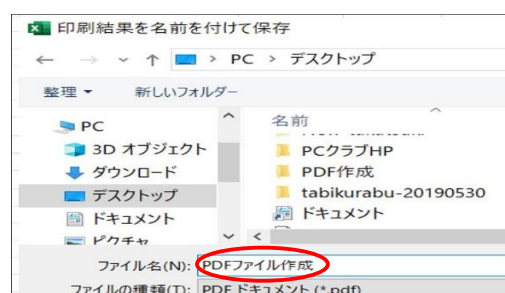 印刷結果を名前を付けて保存
PC > デスクトップ
整理 新しいフォルダー
名前
PC
3D オブジェクト
ダウンロード
デスクトップ
ドキュメント
ピクチャ
PCクラブHP
PDF作成
tabikurabu-20190530
ドキュメント
ファイル名(N): PDFファイル作成
ファイルの種類(T): PDF ドキュメント (*.pdf)